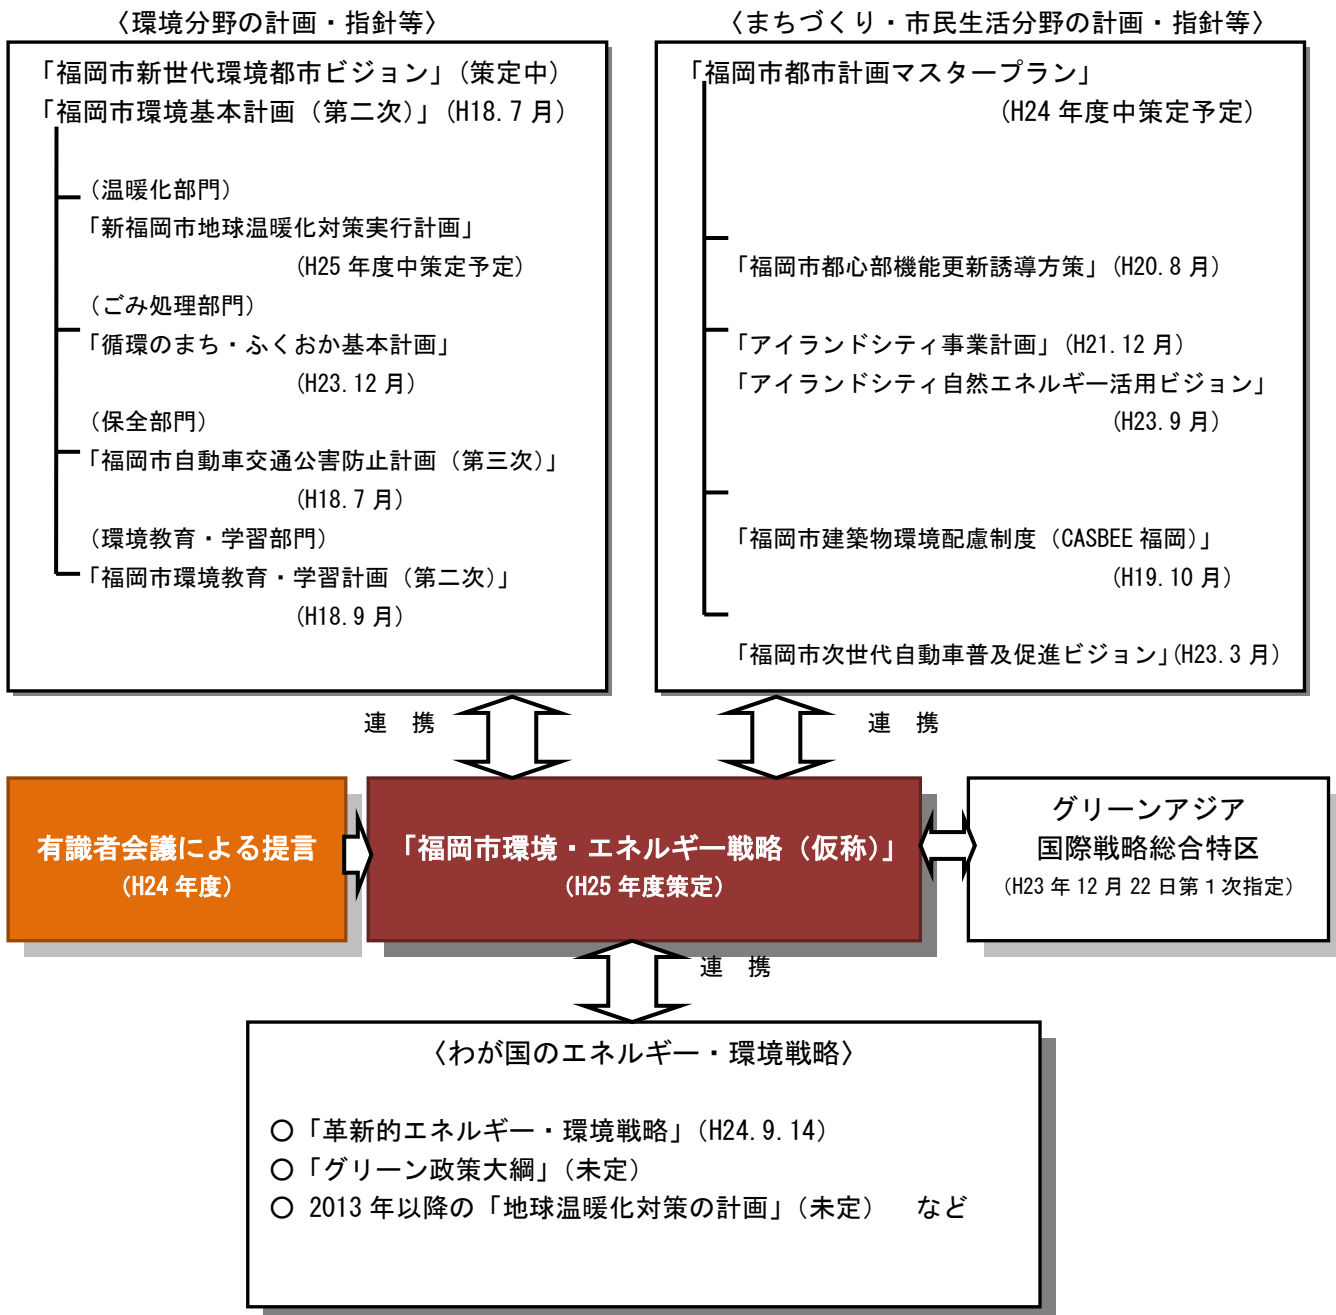 〈環境分野の計画・指針等〉
「福岡市新世代環境都市ビジョン」(策定中)
「福岡市環境基本計画(第二次)」(H18.7月)
(温暖化部門)
「新福岡市地球温暖化対策実行計画」
(H25年度中策定予定)
(ごみ処理部門)
「循環のまち・ふくおか基本計画」
(H23.12月)
(保全部門)
「福岡市自動車交通公害防止計画(第三次)」
(H18.7月)
(環境教育・学習部門)
「福岡市環境教育・学習計画(第二次)」
(H18.9月)
〈まちづくり・市民生活分野の計画・指針等〉
「福岡市都市計画マスタープラン」
(H24年度中策定予定)
「福岡市都心部機能更新誘導方策」(H20.8月)
「アイランドシティ事業計画」(H21.12月)
「アイランドシティ自然エネルギー活用ビジョン」
(H23.9月)
「福岡市建築物環境配慮制度(CASBEE福岡)」
(H19.10月)
「福岡市次世代自動車普及促進ビジョン」(H23.3月)
連 携
連 携
有識者会議による提言
(H24年度)
「福岡市環境・エネルギー戦略(仮称)」
(H25年度策定)
グリーンアジア
国際戦略総合特区
(H23年12月22日第1次指定)
連 携
〈わが国のエネルギー・環境戦略〉
○「革新的エネルギー・環境戦略」(H24.9.14)
○「グリーン政策大綱」(未定)
○ 2013年以降の「地球温暖化対策の計画」(未定) など